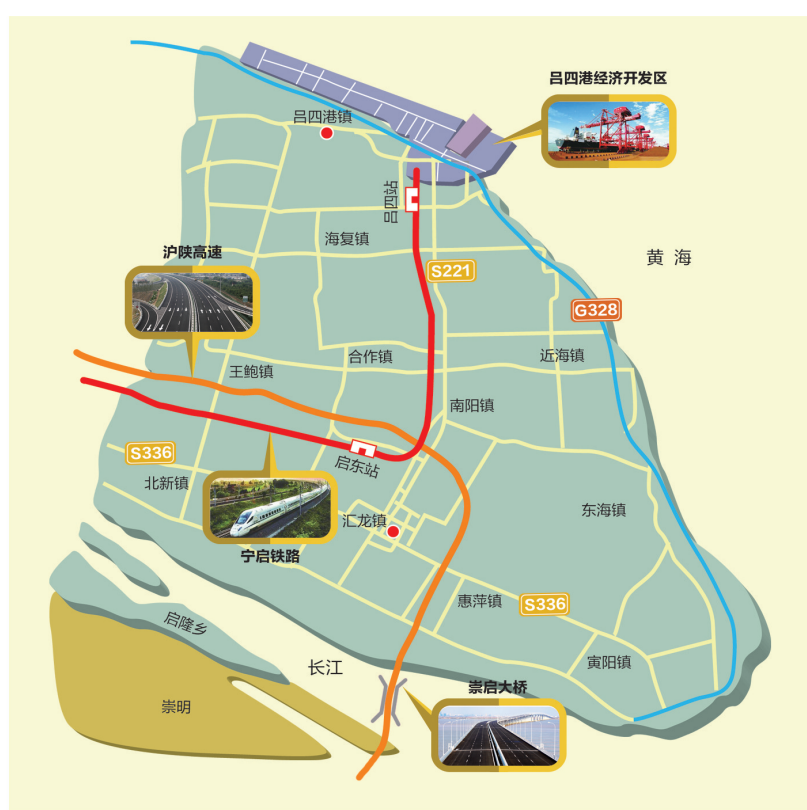 吕四港经济开发区
吕四港镇
吕四站
海复镇
黄海
沪陕高速
S221
G328
合作镇
近海镇
王鲍镇
南阳镇
S336
启东站
北新镇
东海镇
汇龙镇
宁启铁路
惠萍镇
S336
启隆乡
寅阳镇
长江
崇启大桥
崇明